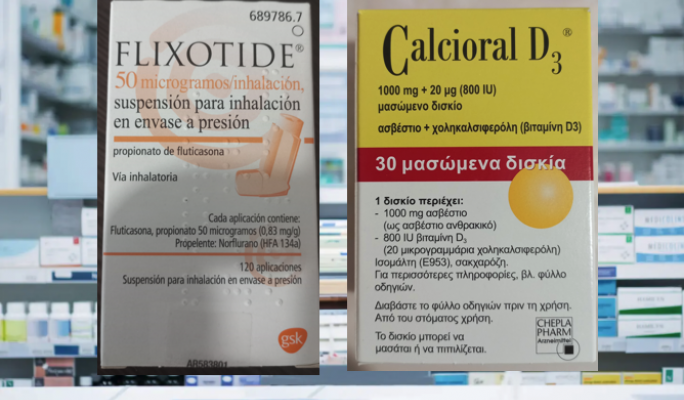 689786.7
FLIXOTIDE®
50 microgramos/inhalación,
suspensión para inhalación
en envase a presión
propionato de fluticasona
Vía inhalatoria
Cada aplicación contiene:
Fluticasona, propionato 50 microgramos (0,83 mg/g)
Propelente: Norflurano (HFA 134a)
120 aplicaciones
Suspensión para inhalación en envase a presión
gsk
AR583801
Calcioral D3®
1000 mg + 20 μg (800 IU)
μασώμενο δισκίο
ασβέστιο + χοληκαλσιφερόλη (βιταμίνη D3)
30 μασώμενα δισκία
1 δισκίο περιέχει:
- 1000 mg ασβέστιο
(ως ασβέστιο ανθρακικό)
- 800 IU βιταμίνη D3
(20 μικρογραμμάρια χοληκαλσιφερόλη)
Ισομάλτη (E953), σακχαρόζη.
Για περισσότερες πληροφορίες, βλ. φύλλο
οδηγιών.
Διαβάστε το φύλλο οδηγιών πριν τη χρήση.
Από του στόματος χρήση.
Το δισκίο μπορεί να
μασάται ή να πιπιλίζεται.
CHEPLA
PHARM
Arzneimittel